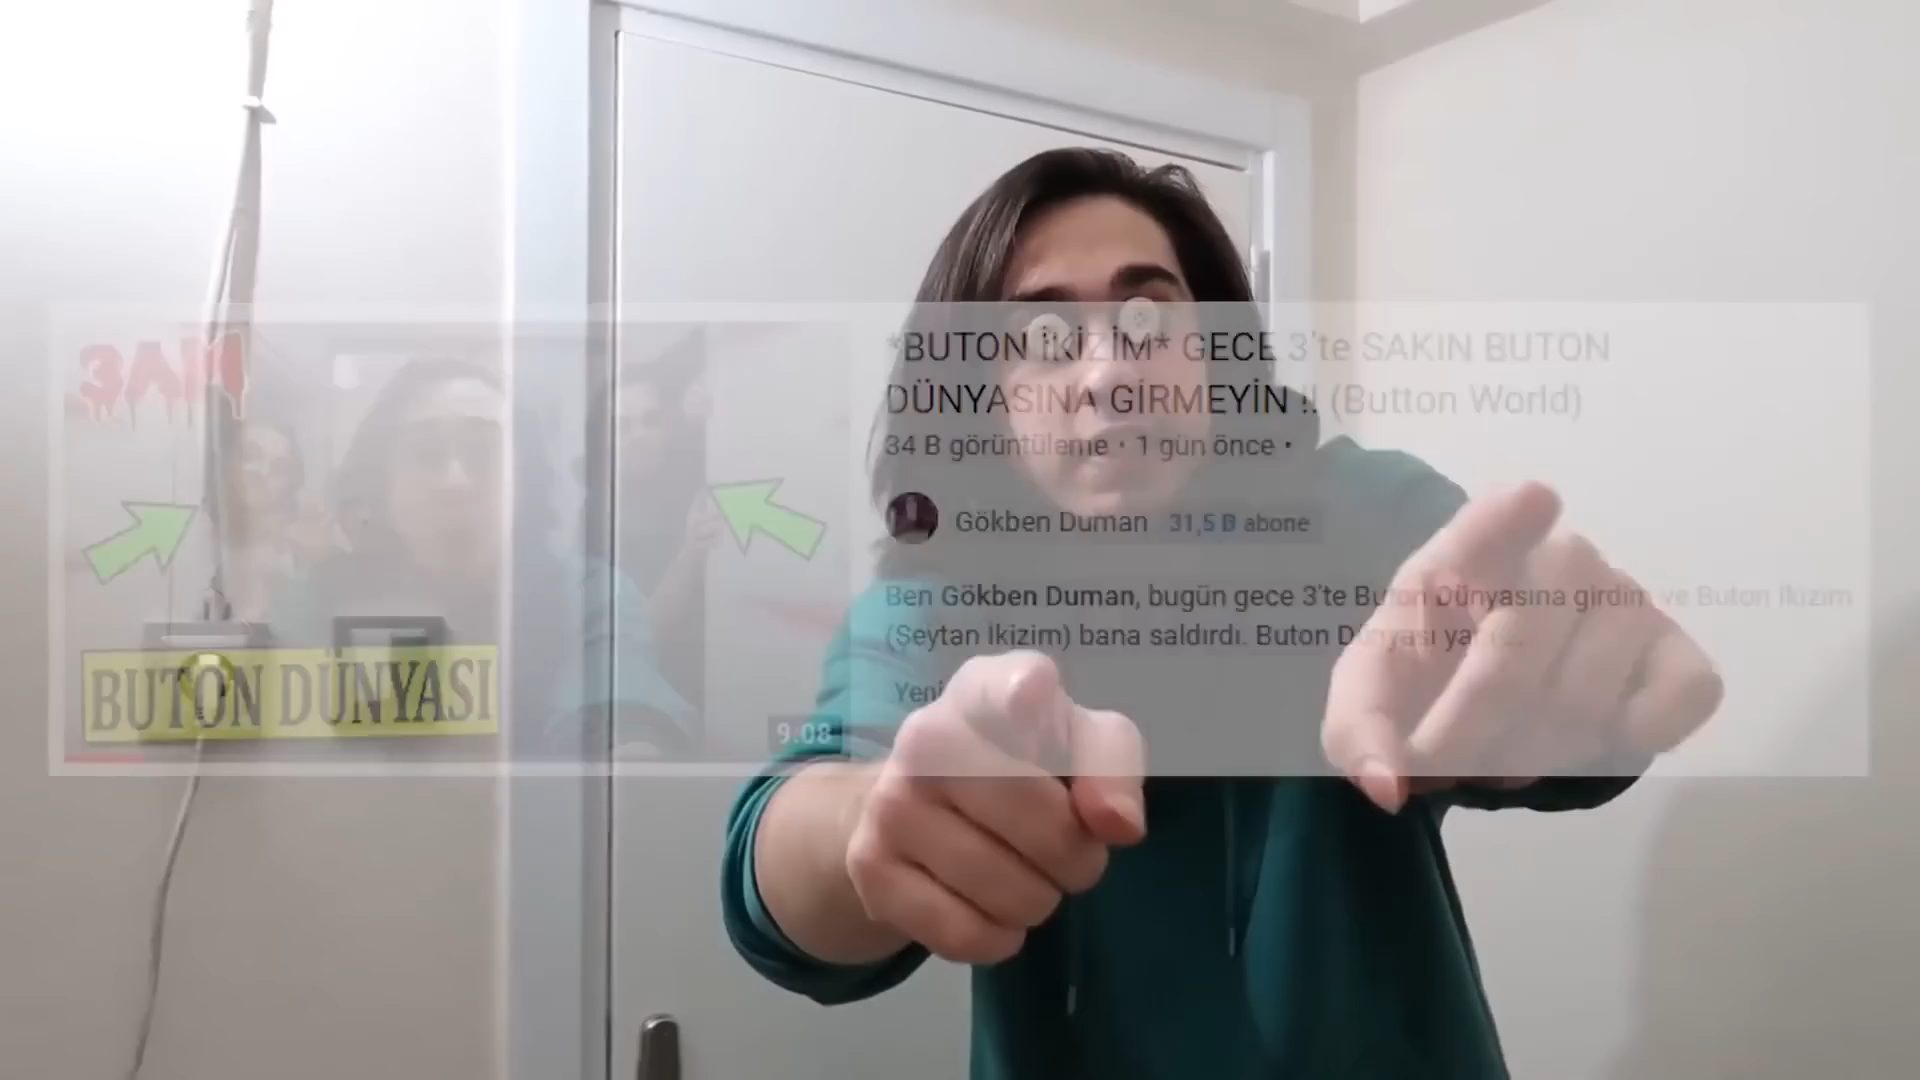 3AM
BUTON DÜNYASI
9.08
*BUTON İKİZİM* GECE 3'te SAKIN BUTON
DÜNYASINA GİRMEYİN !! (Button World)
34 B görüntüleme • 1 gün önce •
Gökben Duman 31,5 B abone
Ben Gökben Duman, bugün gece 3'te Buton Dünyasına girdim ve Buton İkizim
(Şeytan İkizim) bana saldırdı. Buton Dünyası
Yeni